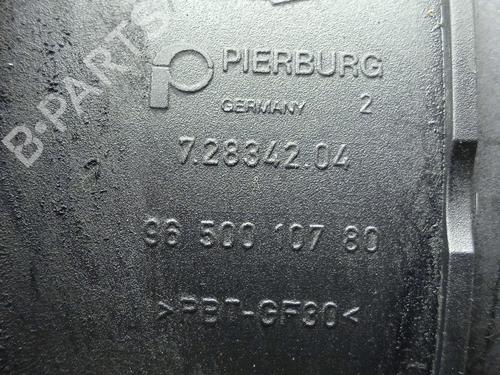 PIERBURG
GERMANY 2
7.28342.04
96 500 107 80
>PBT-GF30<
B-PARTS